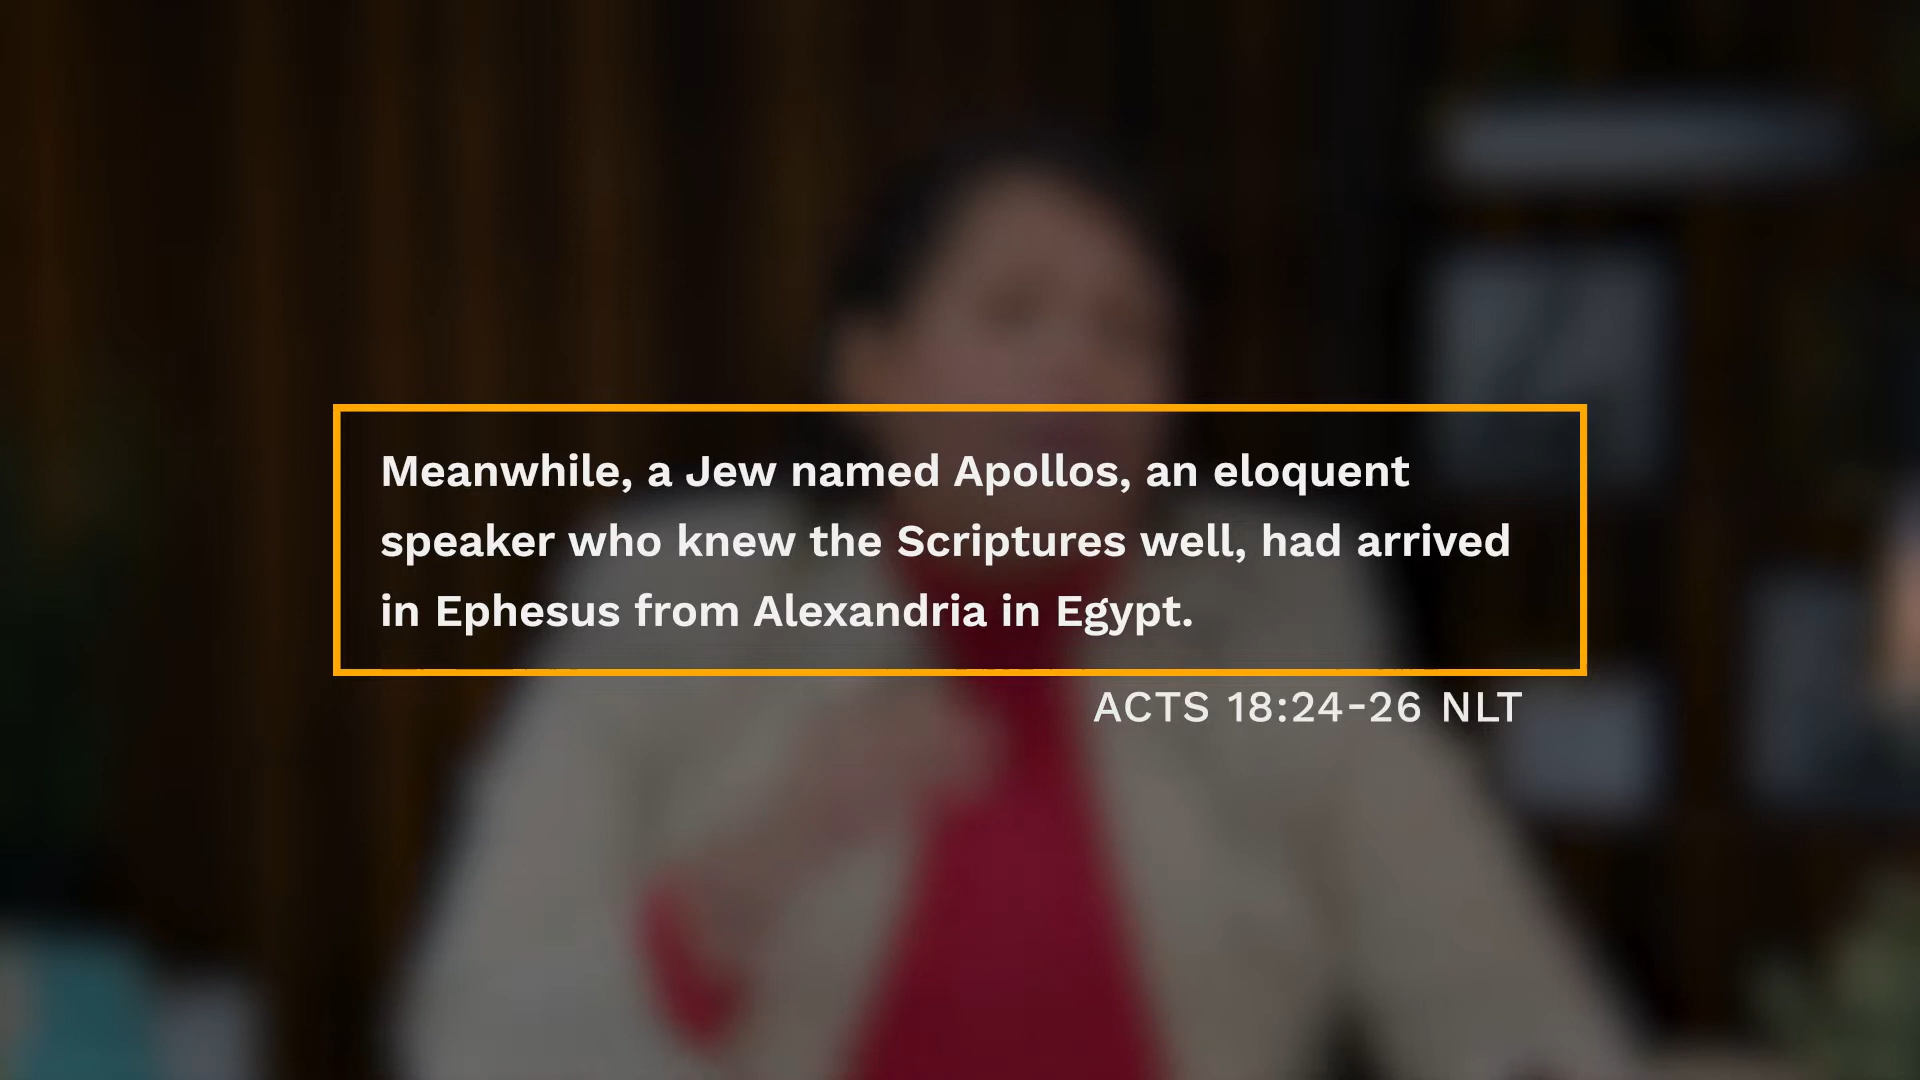 Meanwhile, a Jew named Apollos, an eloquent
speaker who knew the Scriptures well, had arrived
in Ephesus from Alexandria in Egypt.
ACTS 18:24-26 NLT